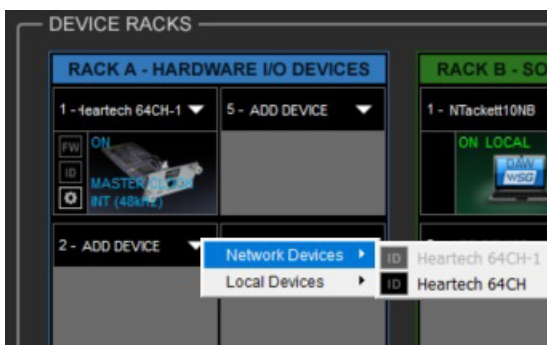 DEVICE RACKS
RACK A - HARDWARE I/O DEVICES
RACK B - SO
1 - Heartech 64CH-1
5 - ADD DEVICE
1 - NTackett10NB
FW
ON
ID
MASTER CLOCK
INT (48kHz)
ON LOCAL
DAW
WSG
2 - ADD DEVICE
Network Devices
ID Heartech 64CH-1
Local Devices
ID Heartech 64CH